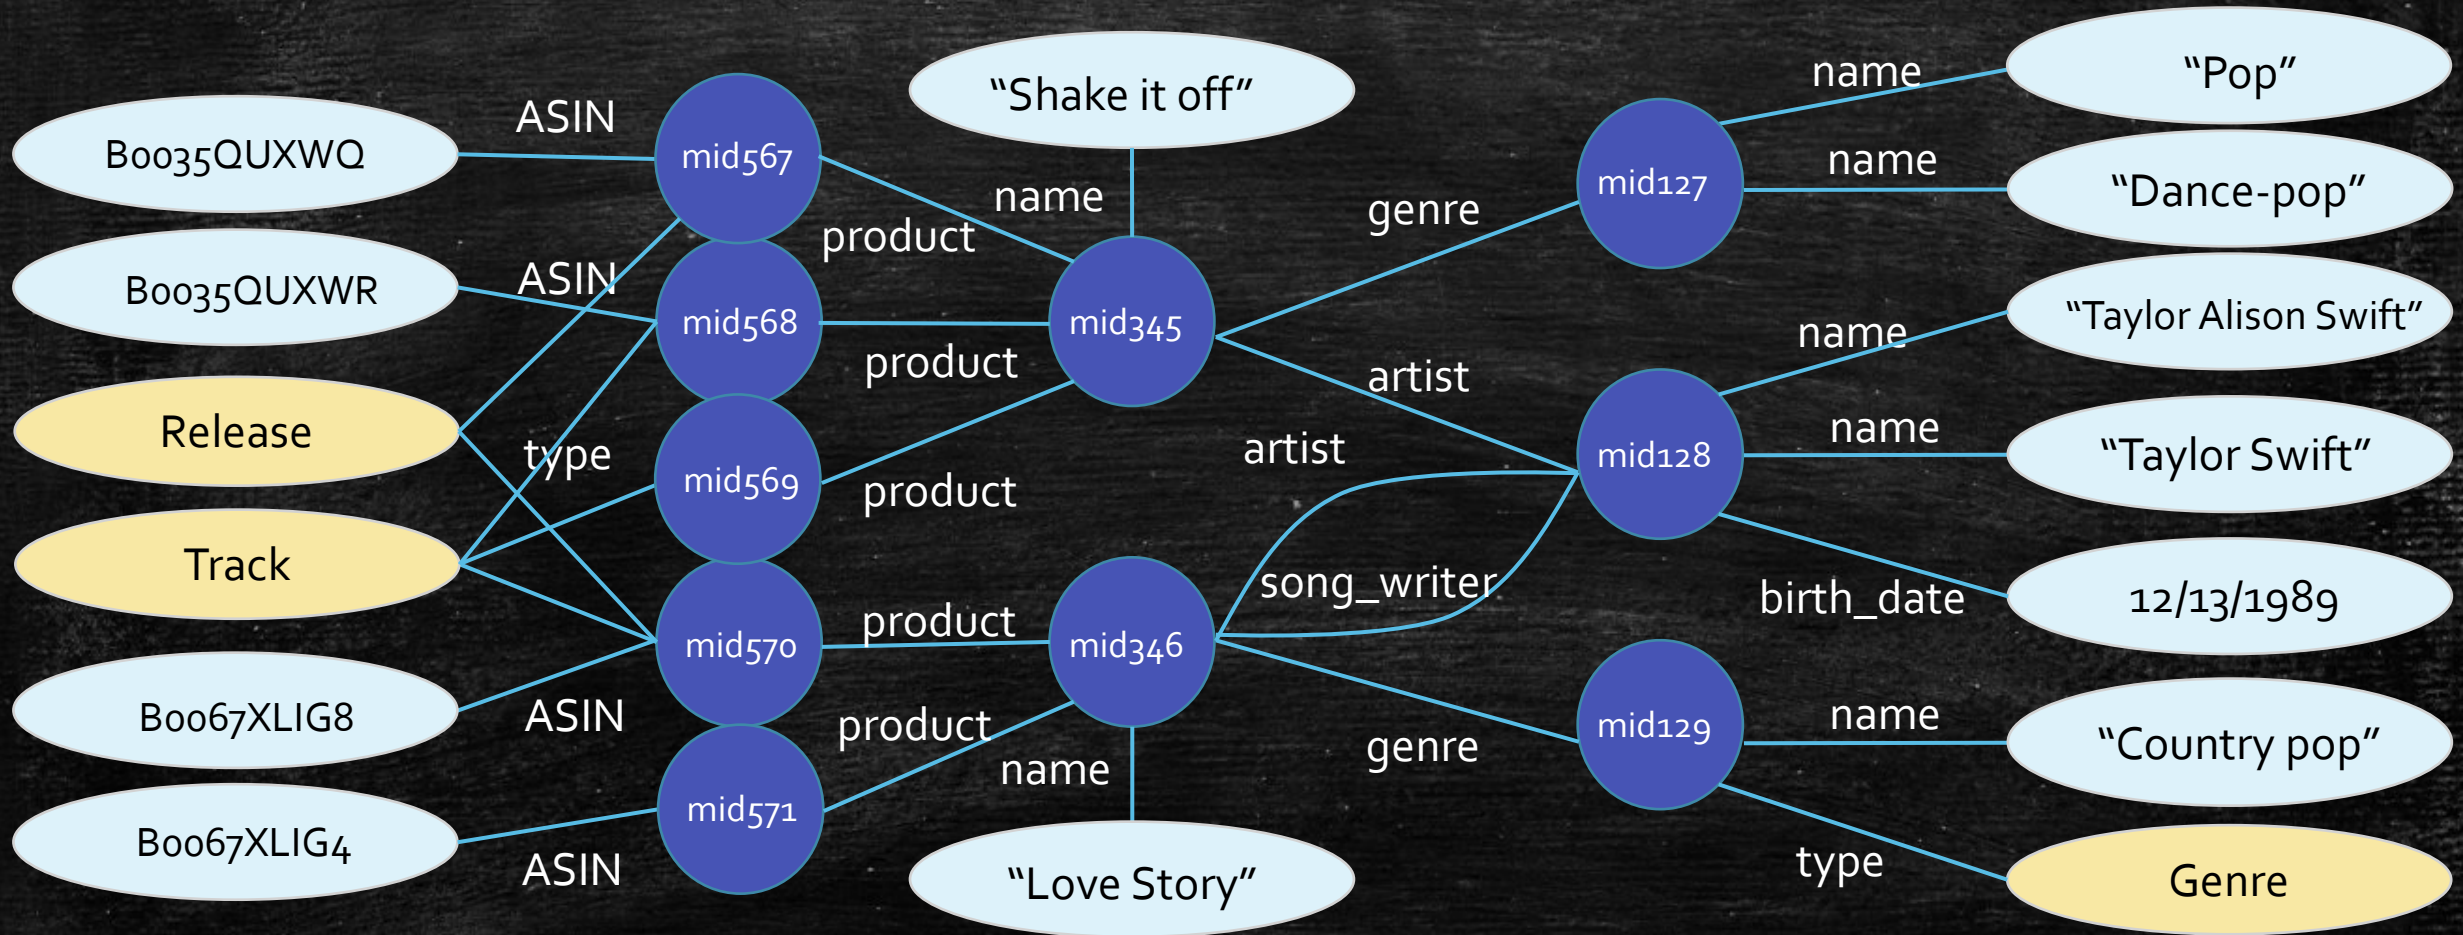 "Pop"
name
"Shake it off"
ASIN
B0035QUXWQ
mid567
name
"Dance-pop"
mid127
name
genre
product
ASIN
B0035QUXWR
mid568
mid345
"Taylor Alison Swift"
name
product
artist
Release
type
artist
name
mid128
"Taylor Swift"
mid569
product
Track
song_writer
birth_date
12/13/1989
product
mid570
mid346
B0067XLIG8
ASIN
product
name
mid129
name
"Country pop"
genre
mid571
B0067XLIG4
ASIN
"Love Story"
type
Genre